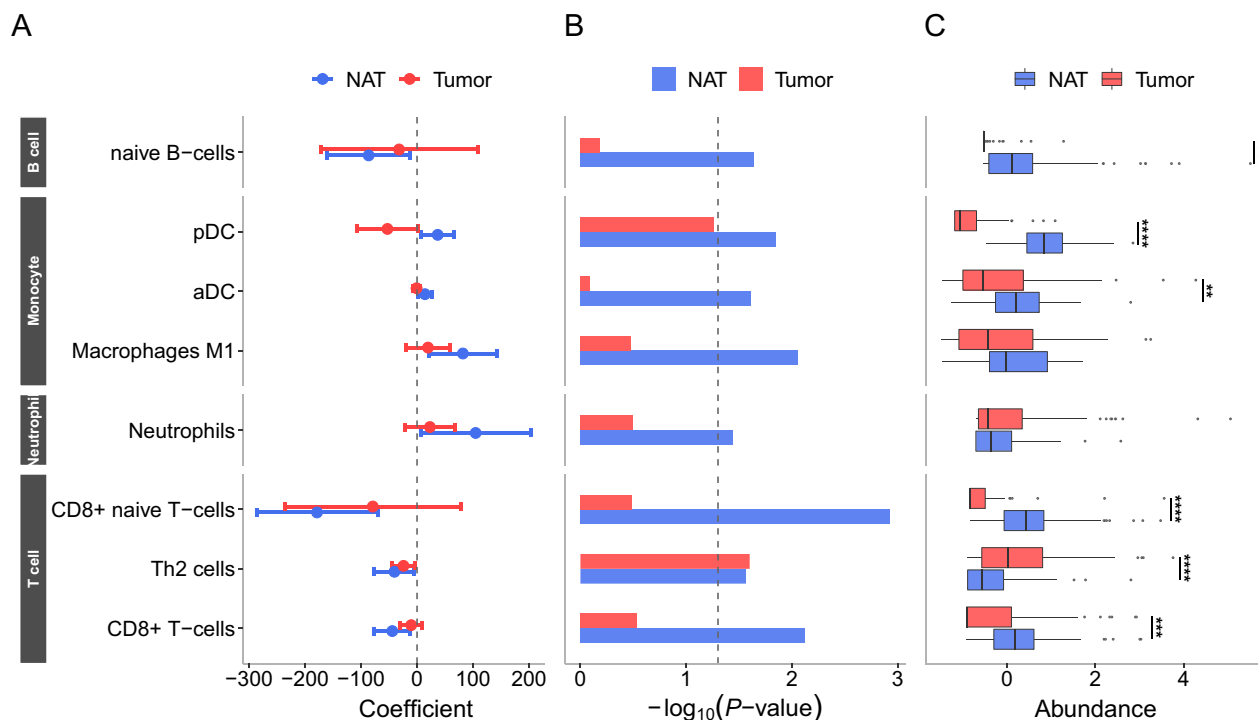 A
B
C
NAT Tumor
NAT Tumor
NAT Tumor
B cell
naive B−cells
Monocyte
pDC
****
aDC
**
Macrophages M1
Neutrophil
Neutrophils
T cell
CD8+ naive T−cells
****
Th2 cells
****
CD8+ T−cells
***
−300 −200 −100 0 100 200
0 1 2 3
0 2 4
Coefficient
−log10(P−value)
Abundance